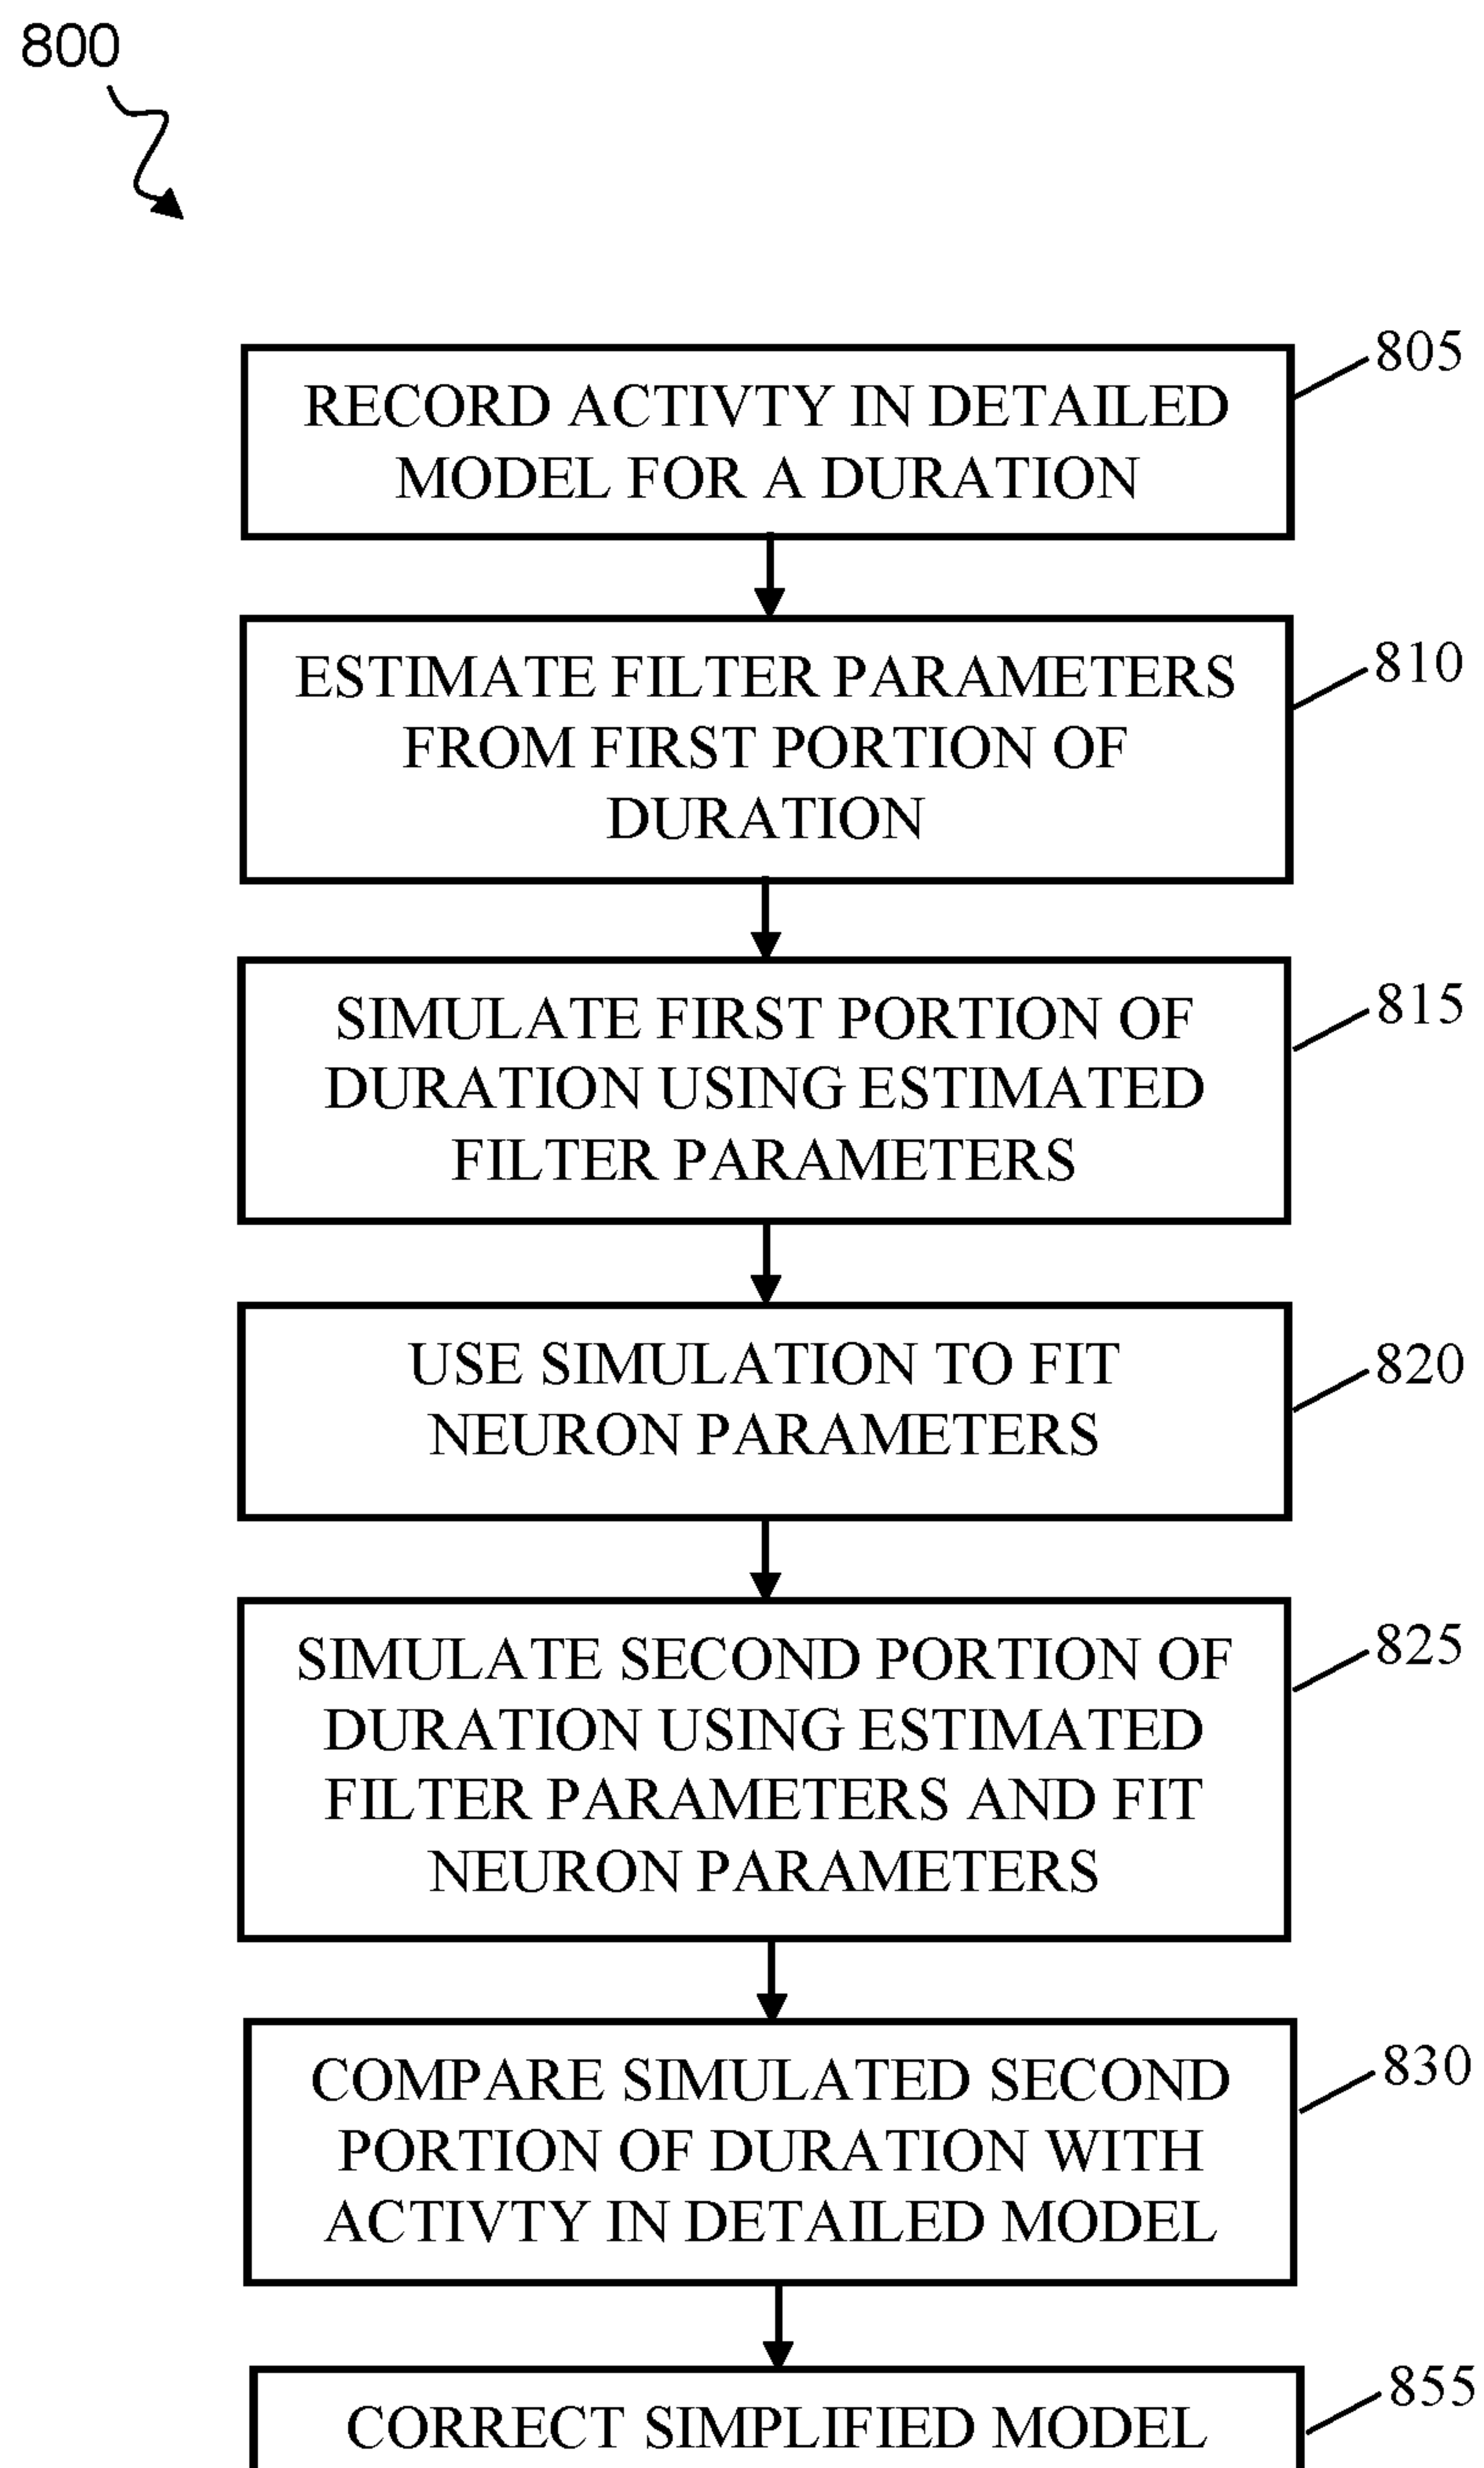 800
805
RECORD ACTIVTY IN DETAILED
MODEL FOR A DURATION
810
ESTIMATE FILTER PARAMETERS
FROM FIRST PORTION OF
DURATION
815
SIMULATE FIRST PORTION OF
DURATION USING ESTIMATED
FILTER PARAMETERS
820
USE SIMULATION TO FIT
NEURON PARAMETERS
825
SIMULATE SECOND PORTION OF
DURATION USING ESTIMATED
FILTER PARAMETERS AND FIT
NEURON PARAMETERS
830
COMPARE SIMULATED SECOND
PORTION OF DURATION WITH
ACTIVTY IN DETAILED MODEL
855
CORRECT SIMPLIFIED MODEL